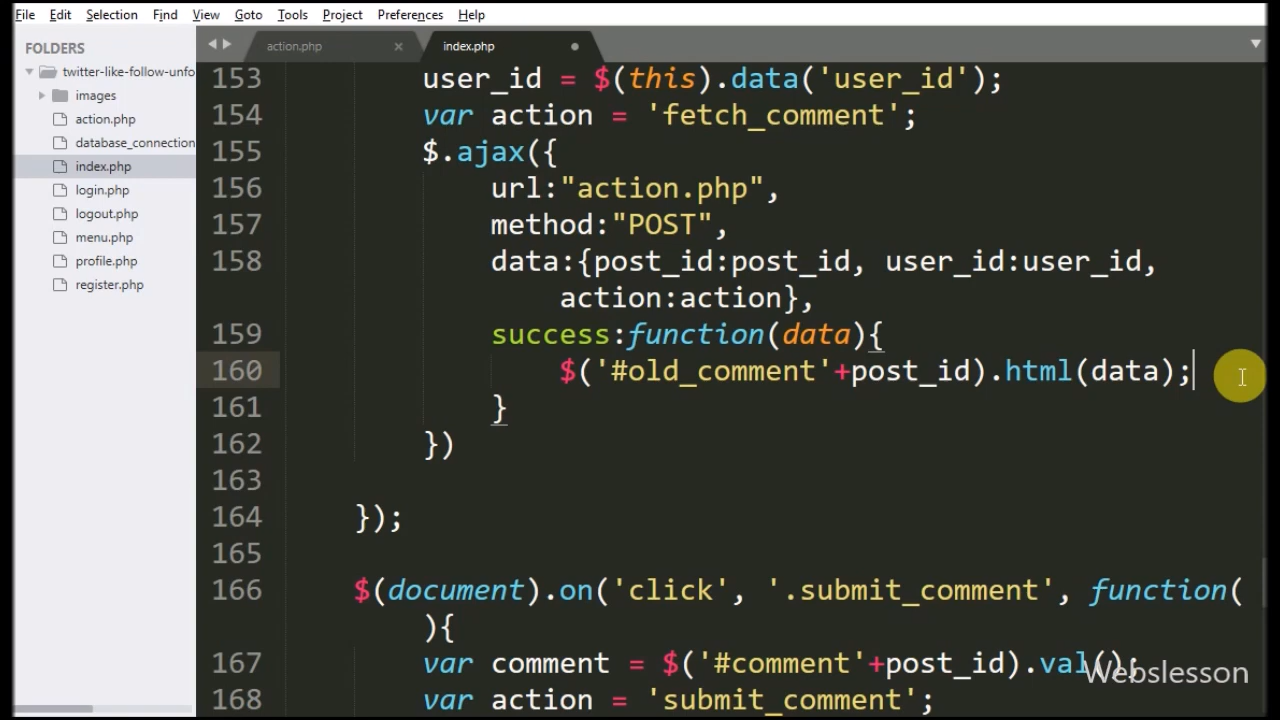 File Edit Selection Find View Goto Tools Project Preferences Help
FOLDERS
twitter-like-follow-unfo
images
action.php
database_connection
index.php
login.php
logout.php
menu.php
profile.php
register.php
action.php × index.php
153 user_id = $(this).data('user_id');
154 var action = 'fetch_comment';
155 $.ajax({
156 url:"action.php",
157 method:"POST",
158 data:{post_id:post_id, user_id:user_id,
action:action},
159 success:function(data){
160 $('#old_comment'+post_id).html(data);
161 }
162 })
163
164 });
165
166 $(document).on('click', '.submit_comment', function(
){
167 var comment = $('#comment'+post_id).val();
168 var action = 'submit_comment';
Webslesson